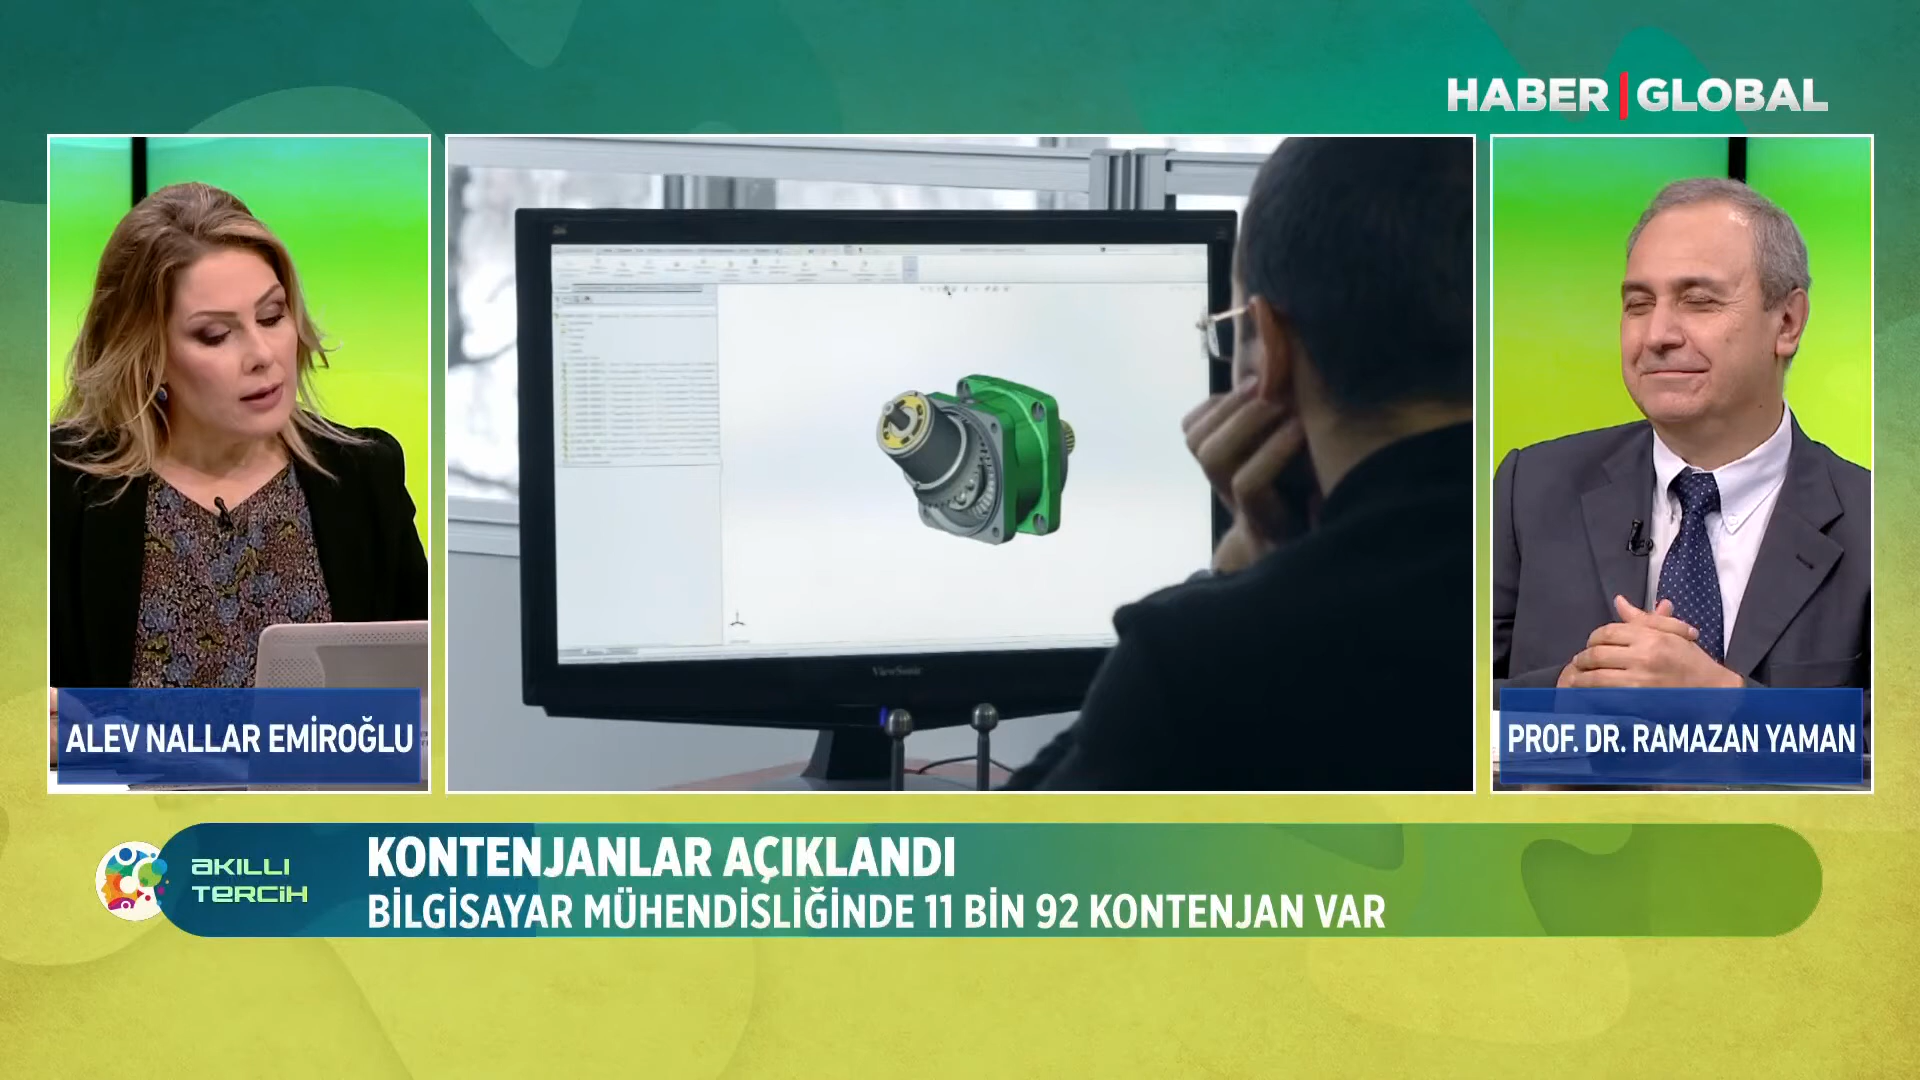 HABER GLOBAL
ALEV NALLAR EMİROĞLU
ViewSonic
PROF. DR. RAMAZAN YAMAN
AKILLI
TERCİH
KONTENJANLAR AÇIKLANDI
BİLGİSAYAR MÜHENDİSLİĞİNDE 11 BİN 92 KONTENJAN VAR